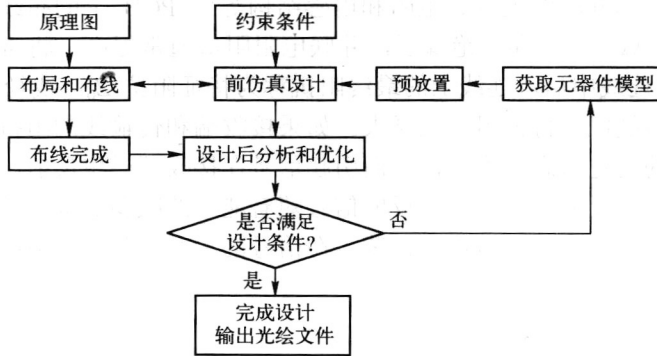 原理图
约束条件
布局和布线
前仿真设计
预放置
获取元器件模型
布线完成
设计后分析和优化
是否满足
设计条件?
否
是
完成设计
输出光绘文件